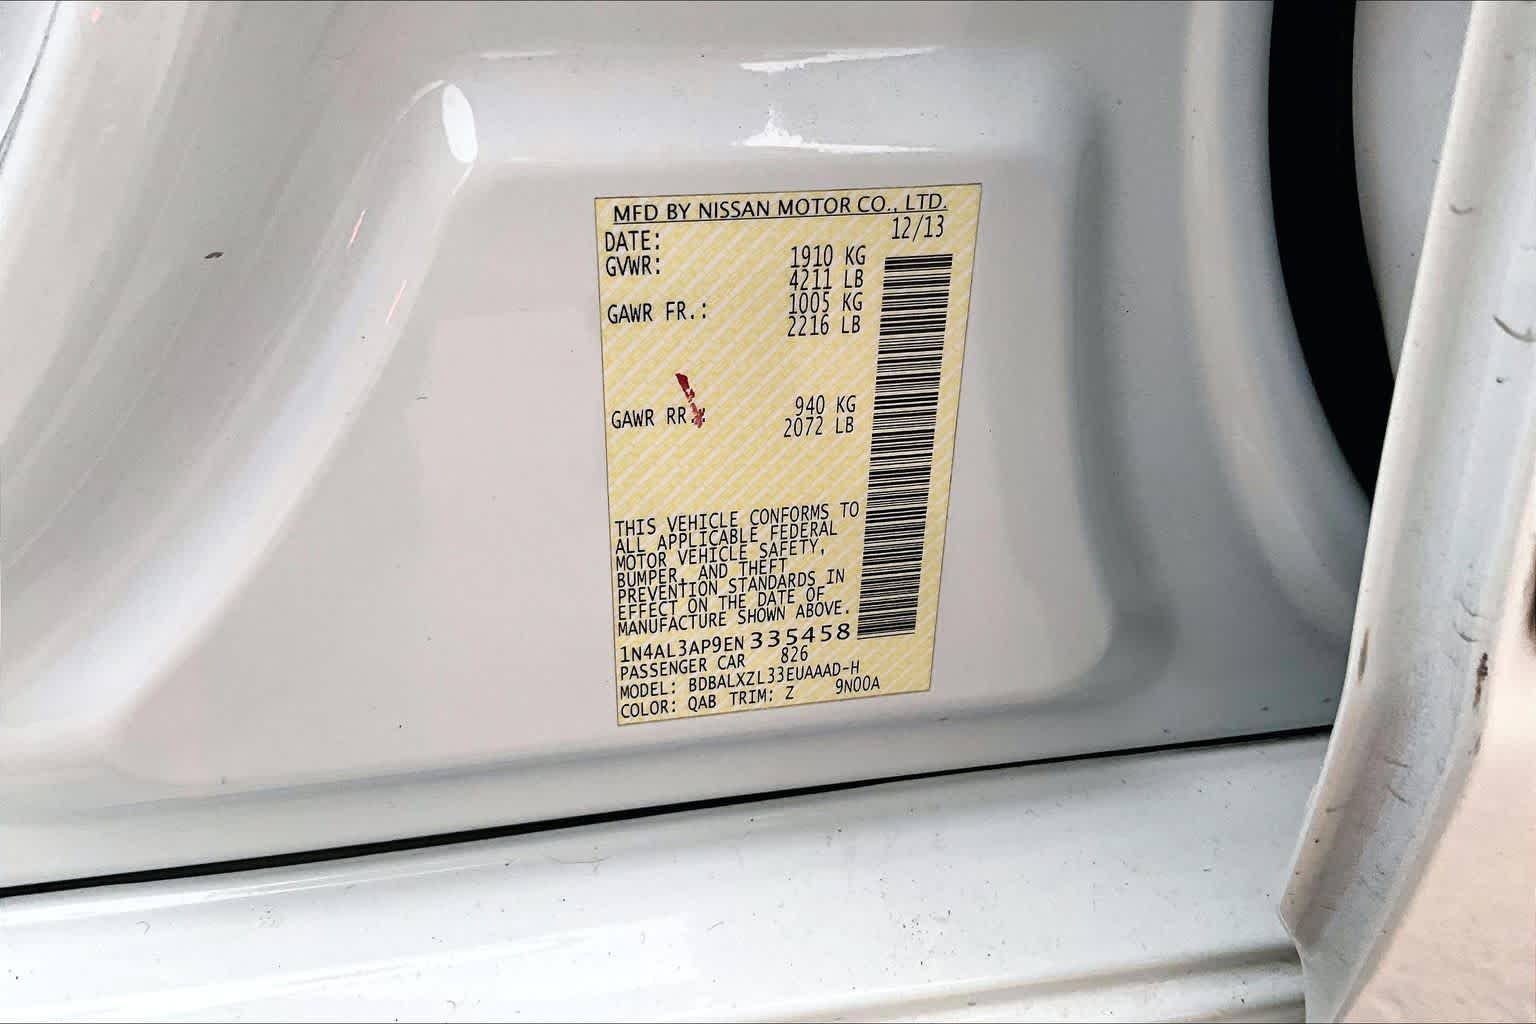 MFD BY NISSAN MOTOR CO., LTD.
DATE: 12/13
GVWR: 1910 KG
4211 LB
GAWR FR.: 1005 KG
2216 LB
GAWR RR.: 940 KG
2072 LB
THIS VEHICLE CONFORMS TO
ALL APPLICABLE FEDERAL
MOTOR VEHICLE SAFETY,
BUMPER, AND THEFT
PREVENTION STANDARDS IN
EFFECT ON THE DATE OF
MANUFACTURE SHOWN ABOVE.
1N4AL3AP9EN335458
PASSENGER CAR 826
MODEL: BDBALXZL33EUAAAD-H
COLOR: QAB TRIM: Z 9N00A